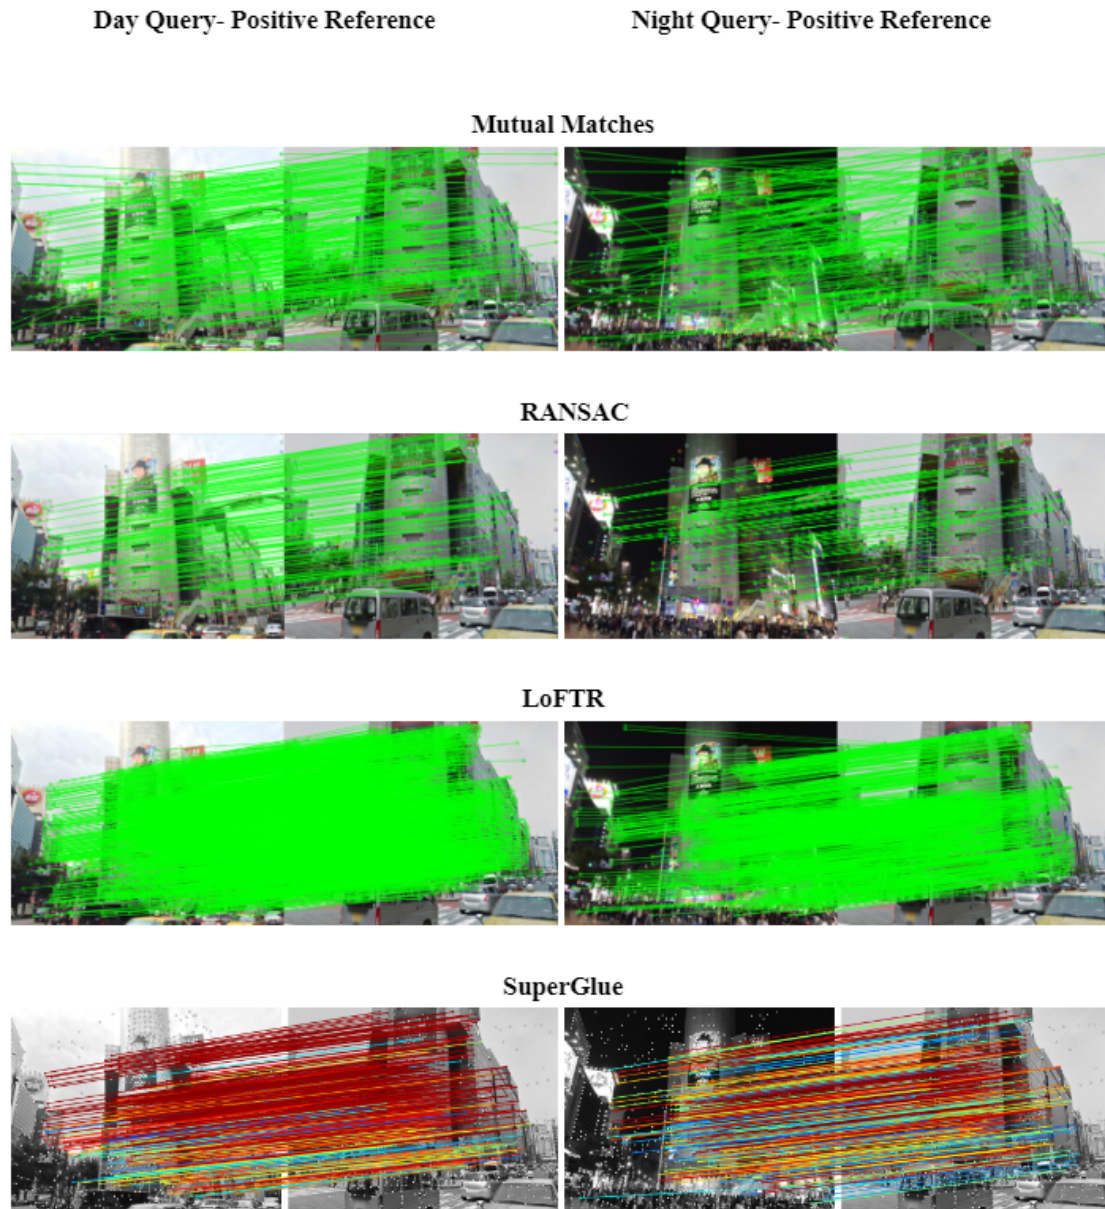 Day Query- Positive Reference
Night Query- Positive Reference
Mutual Matches
RANSAC
LoFTR
SuperGlue